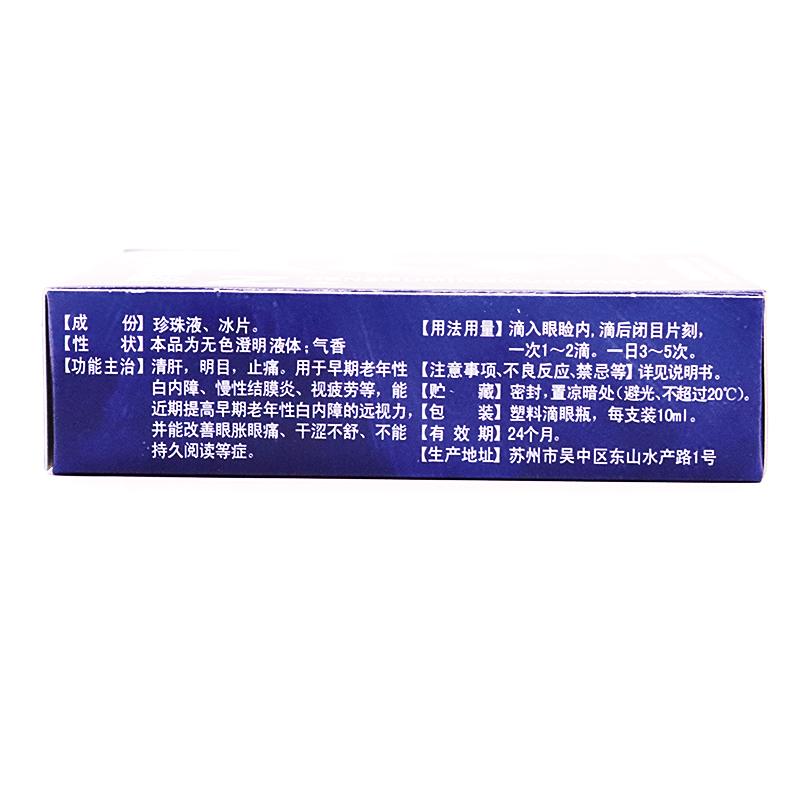 【成　份】珍珠液、冰片。
【性　状】本品为无色澄明液体；气香
【功能主治】清肝，明目，止痛。用于早期老年性
白内障、慢性结膜炎、视疲劳等，能
近期提高早期老年性白内障的远视力，
并能改善眼胀眼痛、干涩不舒、不能
持久阅读等症。
【用法用量】滴入眼睑内，滴后闭目片刻，
一次1～2滴。一日3～5次。
【注意事项、不良反应、禁忌等】详见说明书。
【贮　藏】密封，置凉暗处（避光、不超过20℃）。
【包　装】塑料滴眼瓶，每支装10ml。
【有 效 期】24个月。
【生产地址】苏州市吴中区东山水产路1号